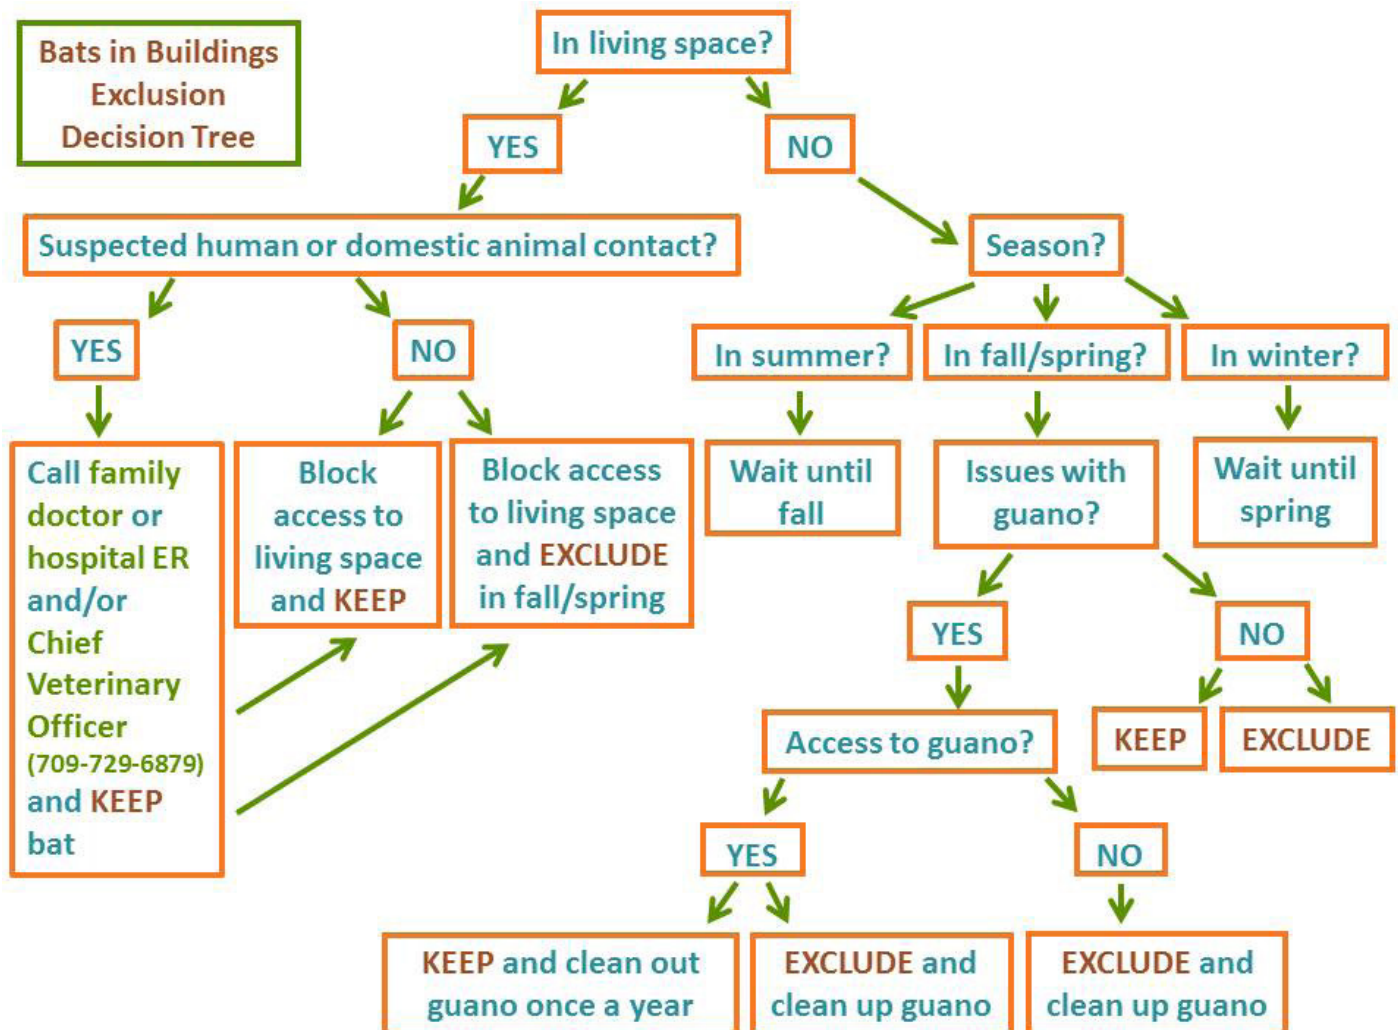 Bats in Buildings
Exclusion
Decision Tree
In living space?
YES
NO
Suspected human or domestic animal contact?
Season?
YES
NO
In summer?
In fall/spring?
In winter?
Call family
doctor or
hospital ER
and/or
Chief
Veterinary
Officer
(709-729-6879)
and KEEP
bat
Block
access to
living space
and KEEP
Block access
to living space
and EXCLUDE
in fall/spring
Wait until
fall
Issues with
guano?
Wait until
spring
YES
NO
Access to guano?
KEEP
EXCLUDE
YES
NO
KEEP and clean out
guano once a year
EXCLUDE and
clean up guano
EXCLUDE and
clean up guano